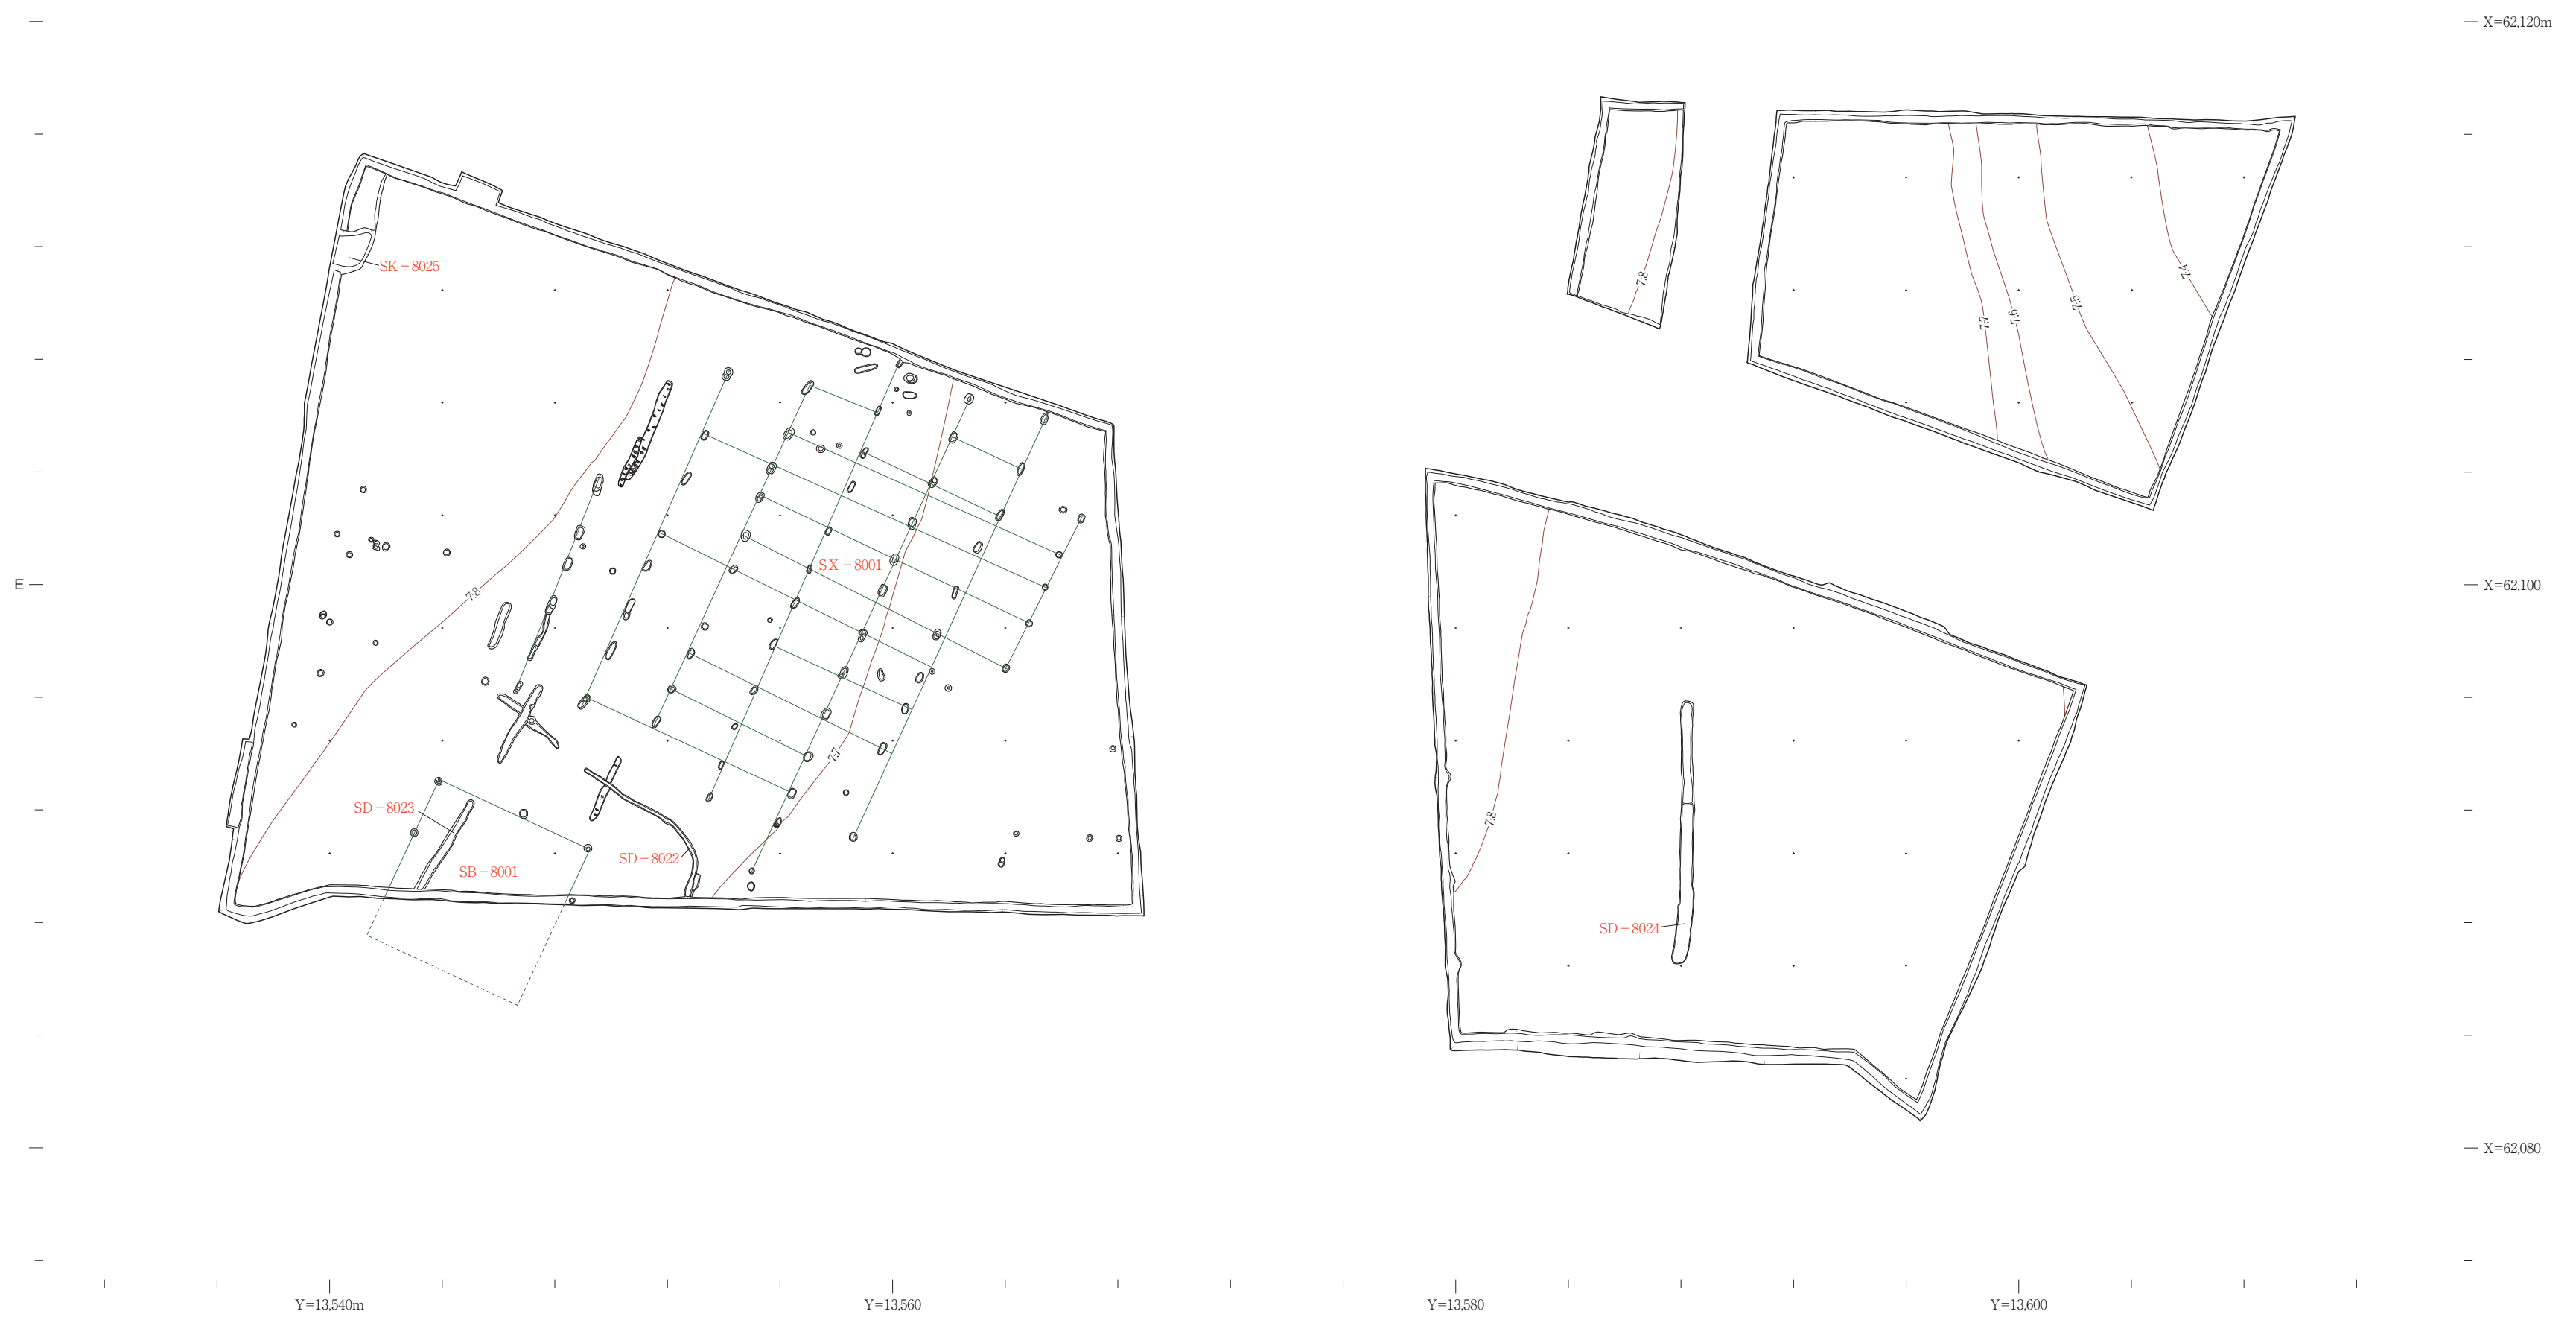 X=62,120m
SK-8025
7.8
7.4
7.5
7.6
7.7
SX-8001
E
X=62,100
7.8
7.7
SD-8023
7.8
SD-8022
SB-8001
SD-8024
X=62,080
Y=13,540m
Y=13,560
Y=13,580
Y=13,600